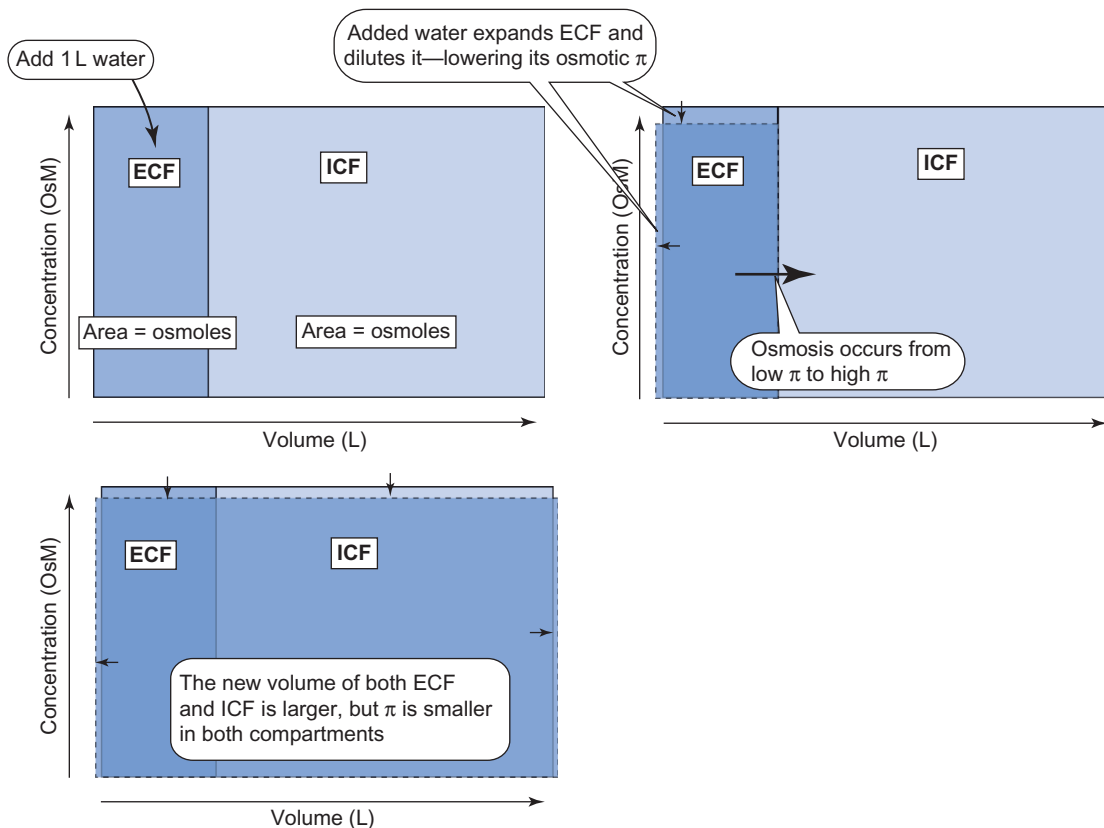 Add 1 L water
ECF
ICF
Area = osmoles
Area = osmoles
Concentration (OsM)
Volume (L)
Added water expands ECF and
dilutes it—lowering its osmotic π
ECF
ICF
Osmosis occurs from
low π to high π
Concentration (OsM)
Volume (L)
ECF
ICF
The new volume of both ECF
and ICF is larger, but π is smaller
in both compartments
Concentration (OsM)
Volume (L)